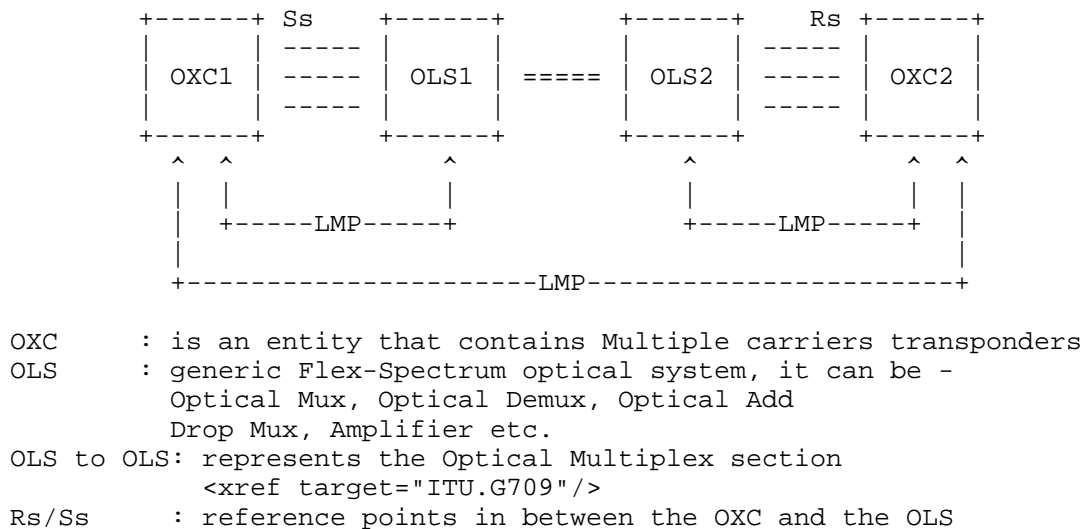 +------+ Ss    +------+       +------+    Rs +------+
|      | ----- |      |       |      | ----- |      |
| OXC1 | ----- | OLS1 | ===== | OLS2 | ----- | OXC2 |
|      | ----- |      |       |      | ----- |      |
+------+       +------+       +------+       +------+
  ^  ^             ^              ^             ^  ^
  |  |             |              |             |  |
  |  +-----LMP-----+              +-----LMP-----+  |
  |                                                |
  +----------------------LMP-----------------------+
OXC     : is an entity that contains Multiple carriers transponders
OLS     : generic Flex-Spectrum optical system, it can be -
Optical Mux, Optical Demux, Optical Add
Drop Mux, Amplifier etc.
OLS to OLS: represents the Optical Multiplex section
<xref target="ITU.G709"/>
Rs/Ss     : reference points in between the OXC and the OLS